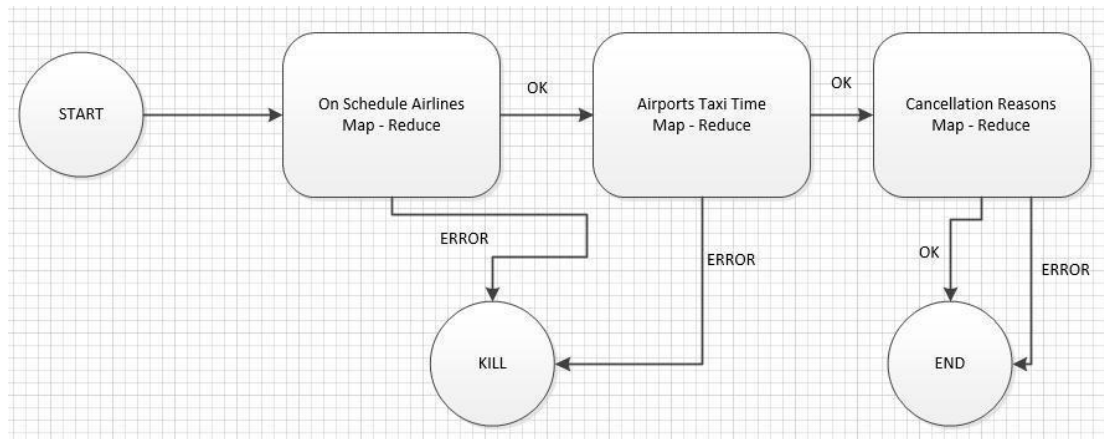 START
On Schedule Airlines
Map - Reduce
OK
Airports Taxi Time
Map - Reduce
OK
Cancellation Reasons
Map - Reduce
ERROR
ERROR
OK
ERROR
KILL
END